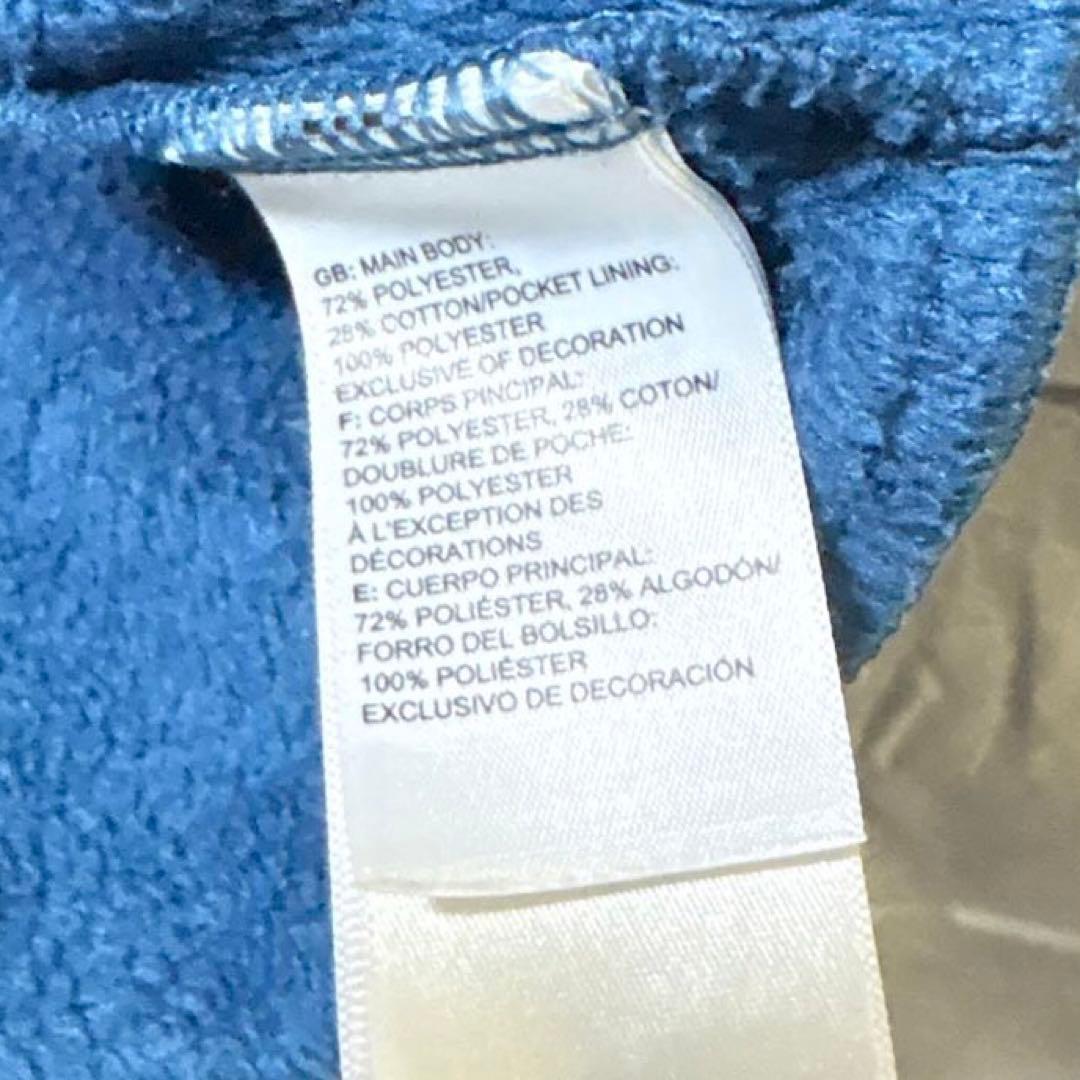 GB: MAIN BODY:
72% POLYESTER,
28% COTTON/POCKET LINING:
100% POLYESTER
EXCLUSIVE OF DECORATION
F: CORPS PINCIPAL:
72% POLYESTER, 28% COTON/
DOUBLURE DE POCHE:
100% POLYESTER
À L'EXCEPTION DES
DÉCORATIONS
E: CUERPO PRINCIPAL:
72% POLIÉSTER, 28% ALGODÓN/
FORRO DEL BOLSILLO:
100% POLIÉSTER
EXCLUSIVO DE DECORACIÓN